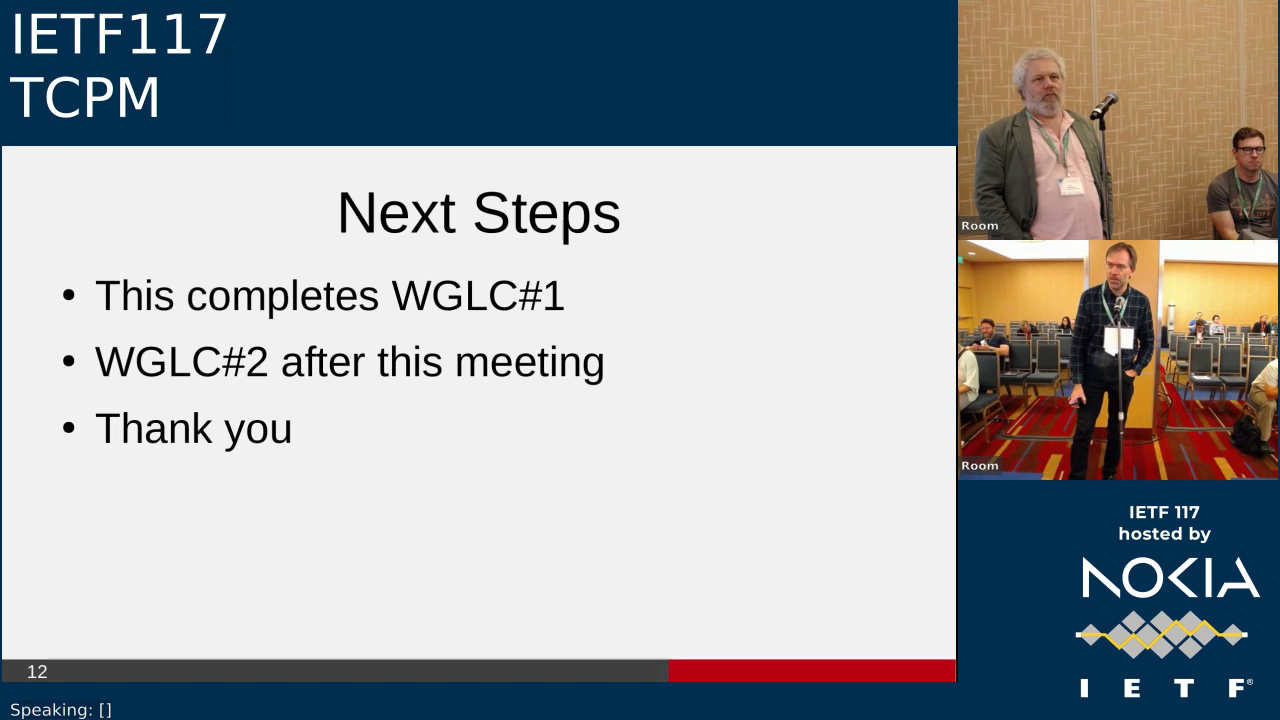 IETF117
TCPM
Next Steps
• This completes WGLC#1
• WGLC#2 after this meeting
• Thank you
12
Speaking: []
Room
Room
IETF 117
hosted by
NOKIA
I E T F®